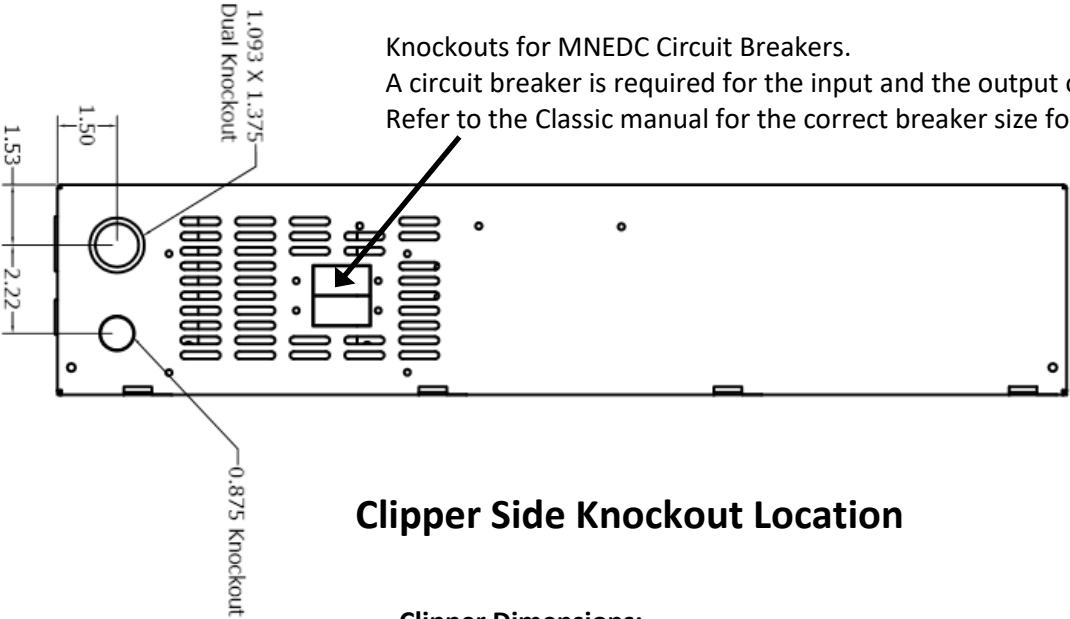 1.093 X 1.375
Dual Knockout
Knockouts for MNEDC Circuit Breakers.
A circuit breaker is required for the input and the output
Refer to the Classic manual for the correct breaker size
1.50
1.53
2.22
0.875 Knockout
Clipper Side Knockout Location
Clipper Dimensions: